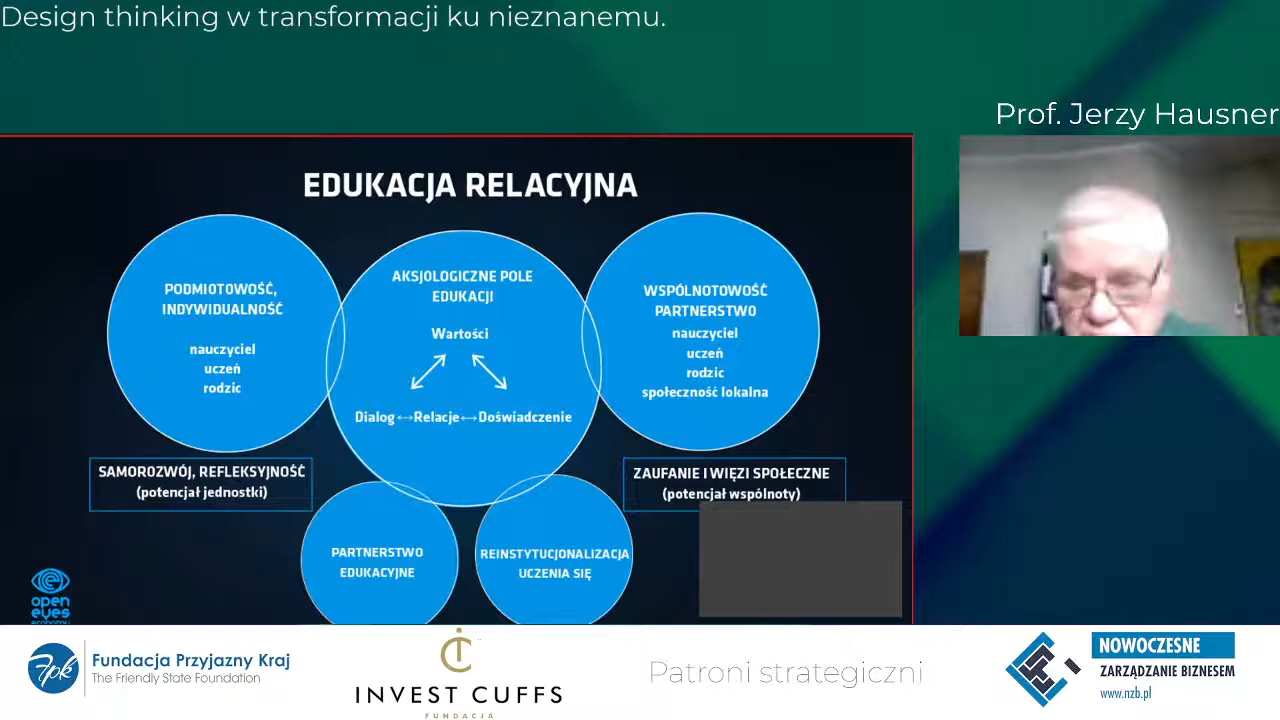 Design thinking w transformacji ku nieznanemu.
Prof. Jerzy Hausner
EDUKACJA RELACYJNA
PODMIOTOWOŚĆ,
INDYWIDUALNOŚĆ
nauczyciel
uczeń
rodzic
AKSJOLOGICZNE POLE
EDUKACJI
Wartości
Dialog ↔ Relacje ↔ Doświadczenie
WSPÓLNOTOWOŚĆ
PARTNERSTWO
nauczyciel
uczeń
rodzic
społeczność lokalna
SAMOROZWÓJ, REFLEKSYJNOŚĆ
(potencjał jednostki)
ZAUFANIE I WIĘZI SPOŁECZNE
(potencjał wspólnoty)
PARTNERSTWO
EDUKACYJNE
REINSTYTUCJONALIZACJA
UCZENIA SIĘ
open
eyes
economy
fpk
Fundacja Przyjazny Kraj
The Friendly State Foundation
INVEST CUFFS
FUNDACJA
Patroni strategiczni
NOWOCZESNE
ZARZĄDZANIE BIZNESEM
www.nzb.pl